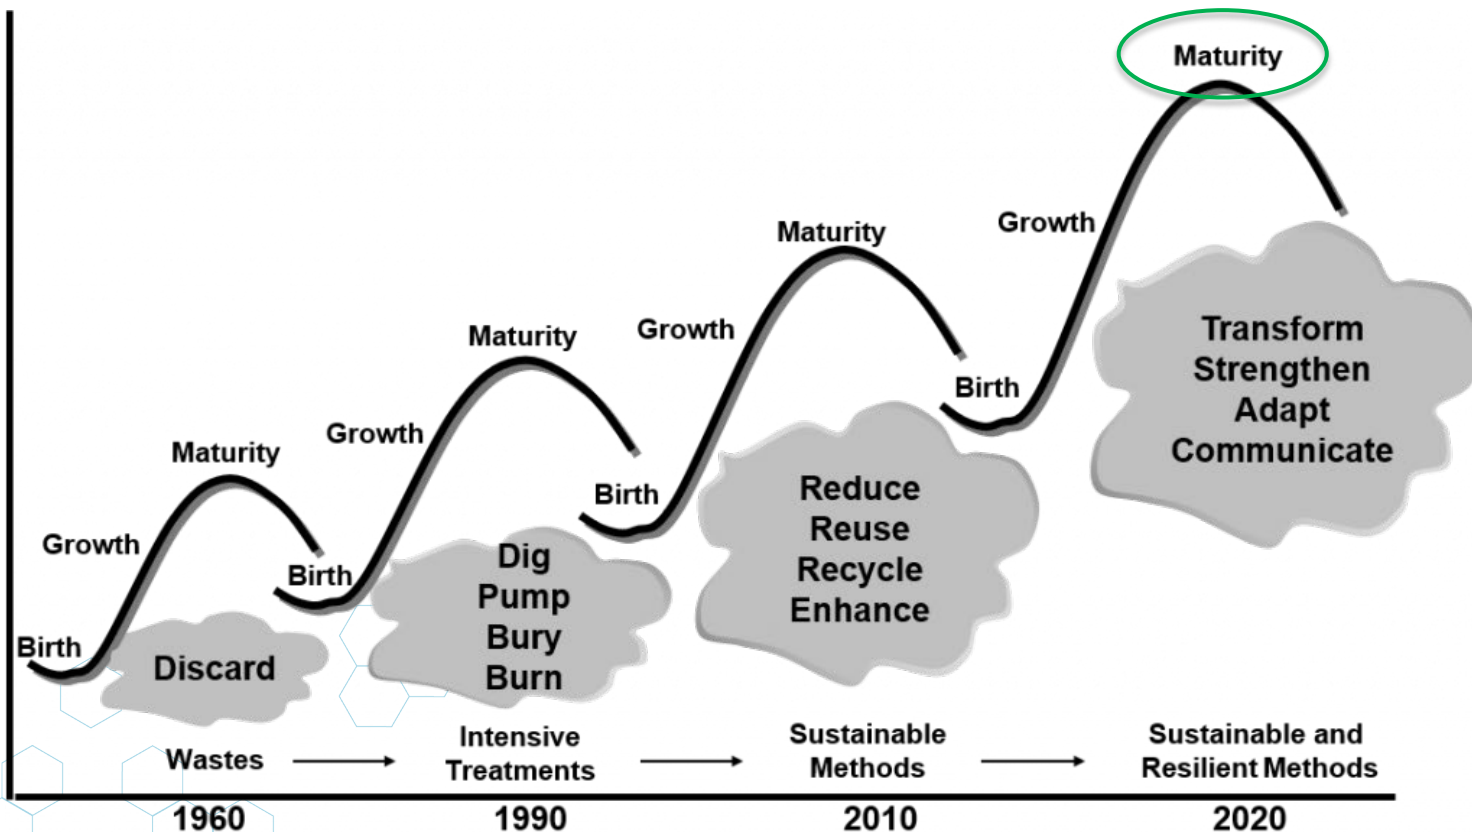 Maturity
Growth
Maturity
Growth
Maturity
Birth
Transform
Strengthen
Adapt
Communicate
Growth
Maturity
Birth
Reduce
Reuse
Recycle
Enhance
Growth
Birth
Dig
Pump
Bury
Burn
Birth
Discard
Wastes
Intensive
Treatments
Sustainable
Methods
Sustainable and
Resilient Methods
1960
1990
2010
2020